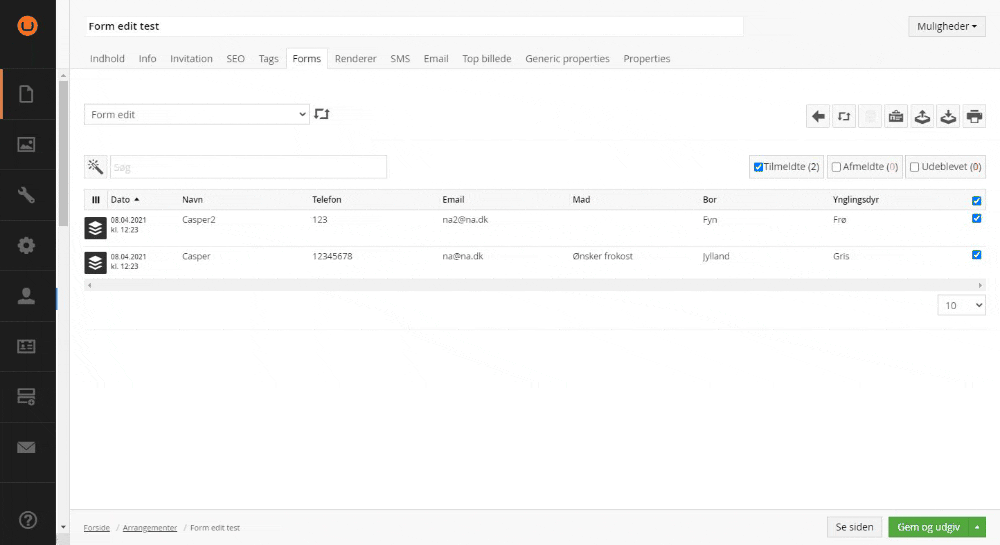 Form edit test
Muligheder
Indhold Info Invitation SEO Tags Forms Renderer SMS Email Top billede Generic properties Properties
Form edit
Søg
Tilmeldte (2) Afmeldte (0) Udeblevet (0)
Dato Navn Telefon Email Mad Bor Ynglingsdyr
08.04.2021 Casper2 123 na2@na.dk Fyn Frø
kl. 12:23
08.04.2021 Casper 12345678 na@na.dk Ønsker frokost Jylland Gris
kl. 12:23
10
Forside / Arrangementer / Form edit test
Se siden Gem og udgiv